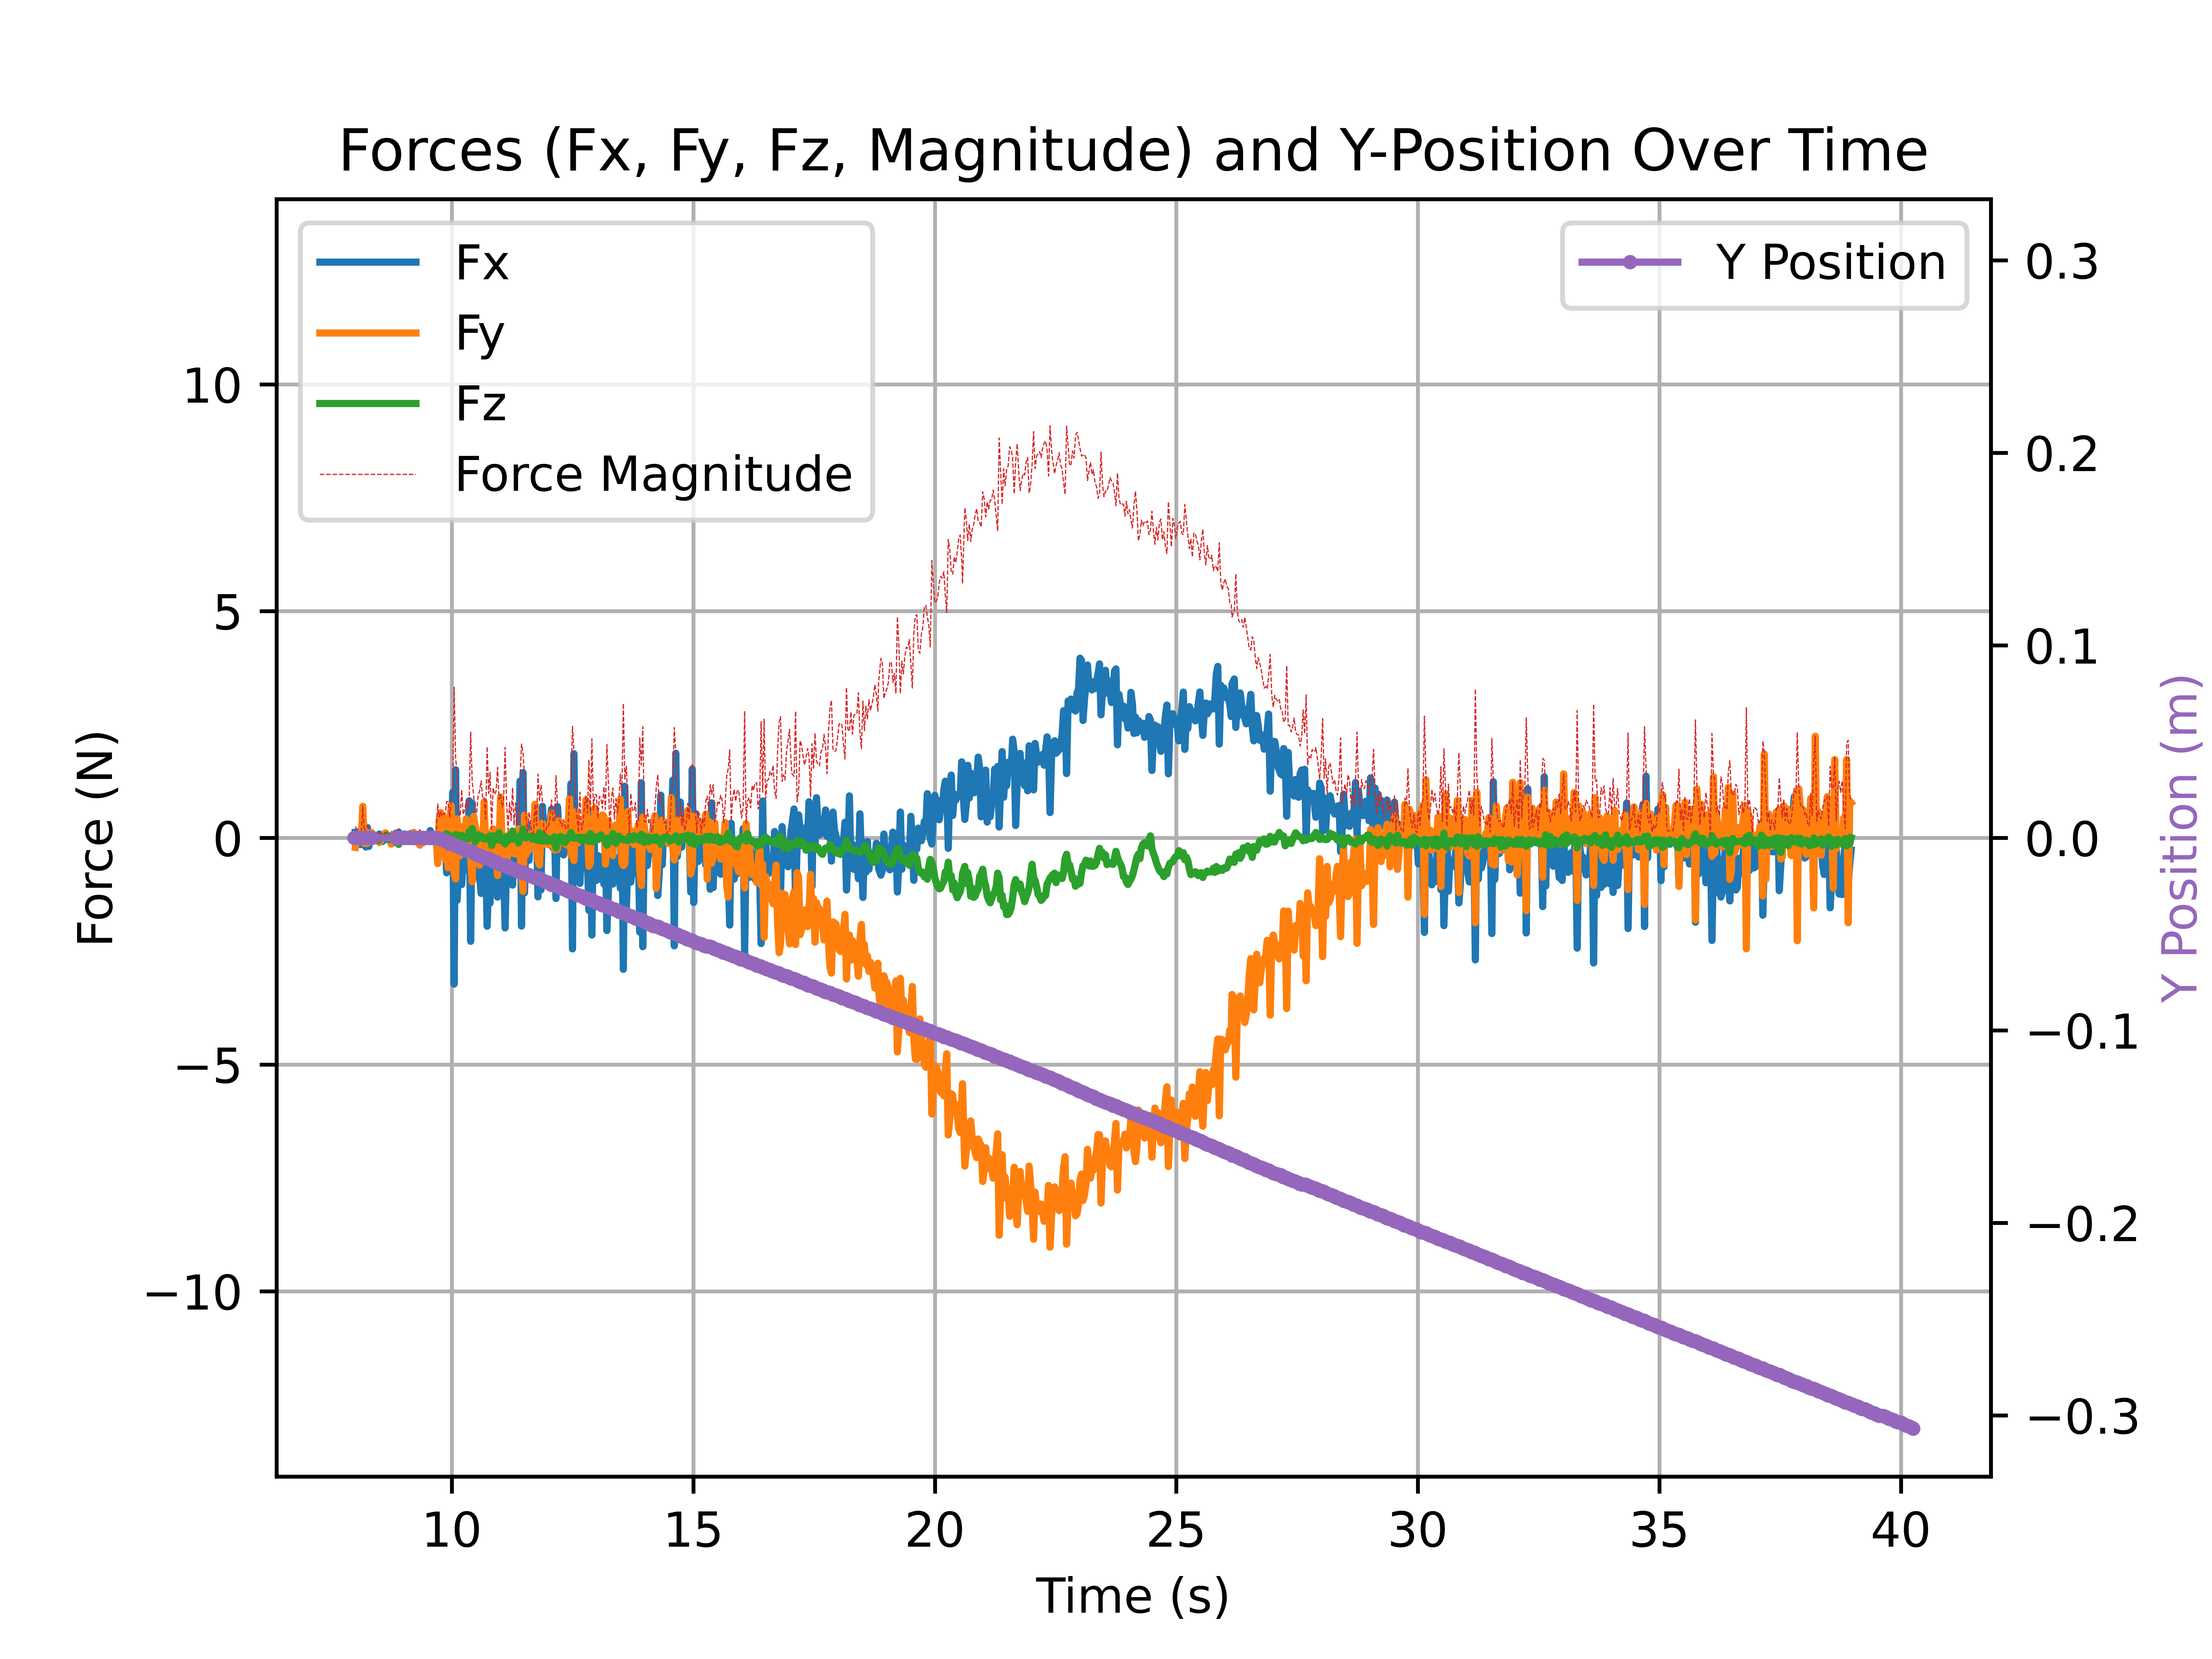 Forces (Fx, Fy, Fz, Magnitude) and Y-Position Over Time
Fx
Fy
Fz
Force Magnitude
Y Position
10
5
0
−5
−10
Force (N)
0.3
0.2
0.1
0.0
−0.1
−0.2
−0.3
Y Position (m)
10 15 20 25 30 35 40
Time (s)